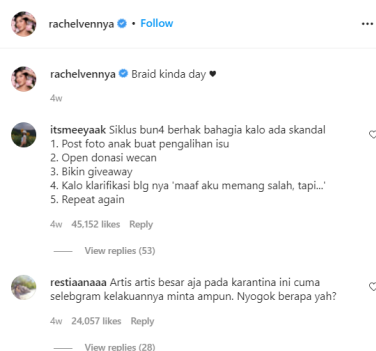 rachelvennya • Follow
rachelvennya Braid kinda day ♥
4w
itsmeeyaak Siklus bun4 berhak bahagia kalo ada skandal
1. Post foto anak buat pengalihan isu
2. Open donasi wecan
3. Bikin giveaway
4. Kalo klarifikasi blg nya 'maaf aku memang salah, tapi...'
5. Repeat again
4w 45,152 likes Reply
View replies (53)
restiaanaaa Artis artis besar aja pada karantina ini cuma
selebgram kelakuannya minta ampun. Nyogok berapa yah?
4w 24,057 likes Reply
View replies (28)